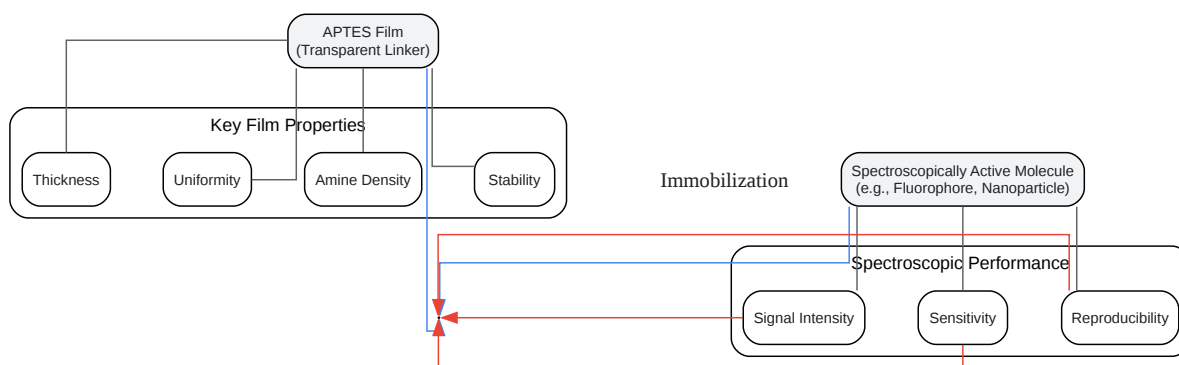 APTES Film
(Transparent Linker)
Key Film Properties
Thickness
Uniformity
Amine Density
Stability
Immobilization
Spectroscopically Active Molecule
(e.g., Fluorophore, Nanoparticle)
Spectroscopic Performance
Signal Intensity
Sensitivity
Reproducibility